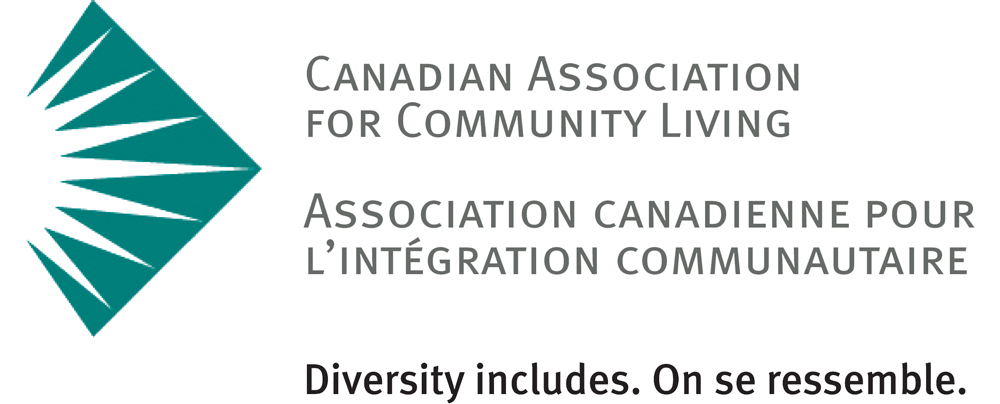 Canadian Association
for Community Living
Association canadienne pour
l’intégration communautaire
Diversity includes. On se ressemble.